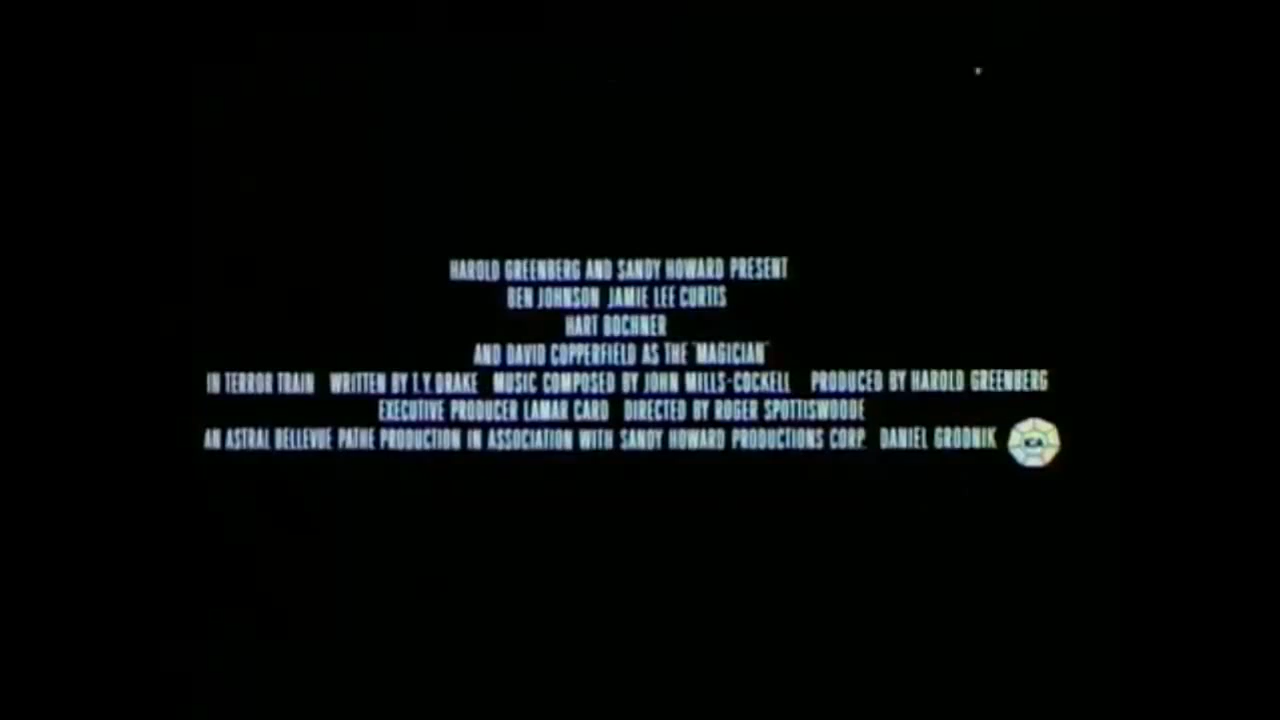 HAROLD GREENBERG AND SANDY HOWARD PRESENT
BEN JOHNSON JAMIE LEE CURTIS
HART BOCHNER
AND DAVID COPPERFIELD AS THE "MAGICIAN"
IN TERROR TRAIN WRITTEN BY T.Y. DRAKE MUSIC COMPOSED BY JOHN MILLS-COCKELL PRODUCED BY HAROLD GREENBERG
EXECUTIVE PRODUCER LAMAR CARD DIRECTED BY ROGER SPOTTISWOODE
AN ASTRAL BELLEVUE PATHE PRODUCTION IN ASSOCIATION WITH SANDY HOWARD PRODUCTIONS CORP. DANIEL GRODNIK